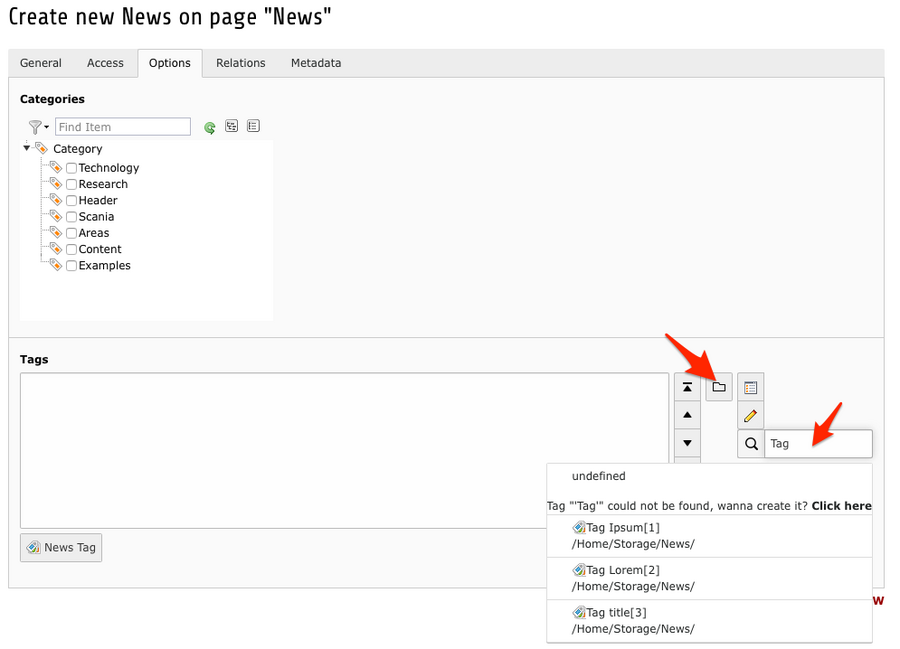 Create new News on page "News"
General Access Options Relations Metadata
Categories
Find Item
Category
Technology
Research
Header
Scania
Areas
Content
Examples
Tags
Tag
undefined
Tag "'Tag'" could not be found, wanna create it? Click here
Tag Ipsum[1]
/Home/Storage/News/
Tag Lorem[2]
/Home/Storage/News/
Tag title[3]
/Home/Storage/News/
News Tag
w